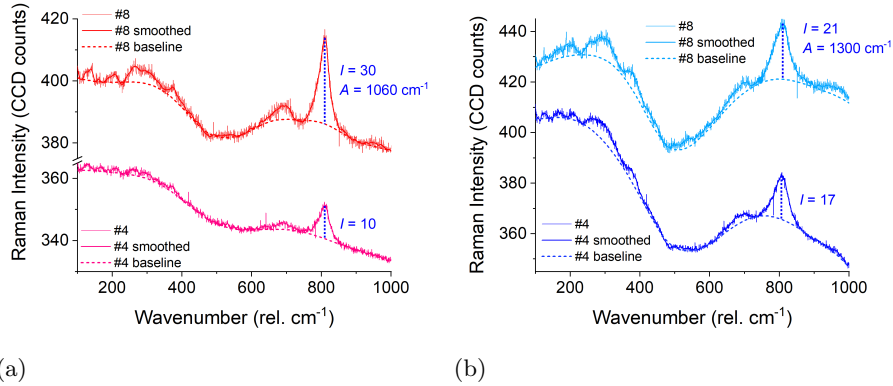 #8
#8 smoothed
#8 baseline
I = 30
A = 1060 cm⁻¹
420
400
380
360
340
Raman Intensity (CCD counts)
I = 10
#4
#4 smoothed
#4 baseline
200 400 600 800 1000
Wavenumber (rel. cm⁻¹)
(a)
#8
#8 smoothed
#8 baseline
I = 21
A = 1300 cm⁻¹
440
420
400
380
360
Raman Intensity (CCD counts)
I = 17
#4
#4 smoothed
#4 baseline
200 400 600 800 1000
Wavenumber (rel. cm⁻¹)
(b)